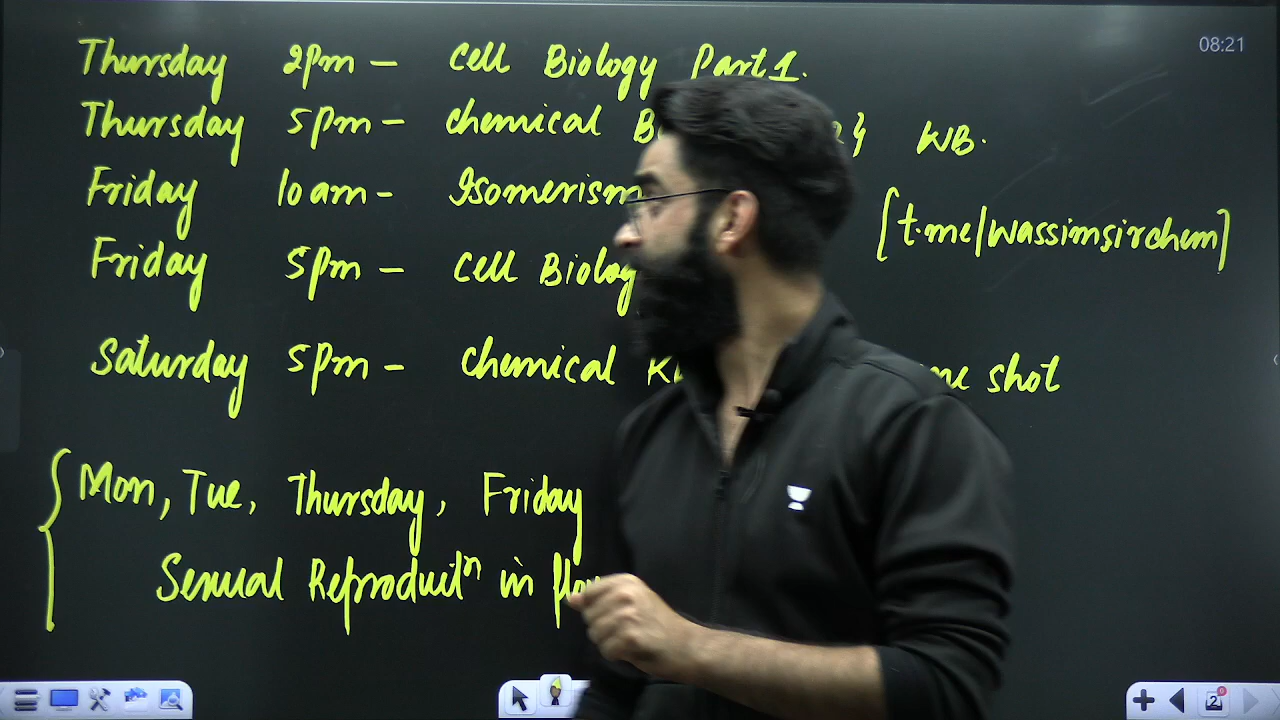 08:21
Thursday 2pm - Cell Biology Part 1.
Thursday 5pm - chemical WB.
Friday 10am - Isomerism
[t.me/wassimsirchem]
Friday 5pm - cell Biology
Saturday 5pm - chemical shot
Mon, Tue, Thursday, Friday
Sexual Reproductⁿ in
2